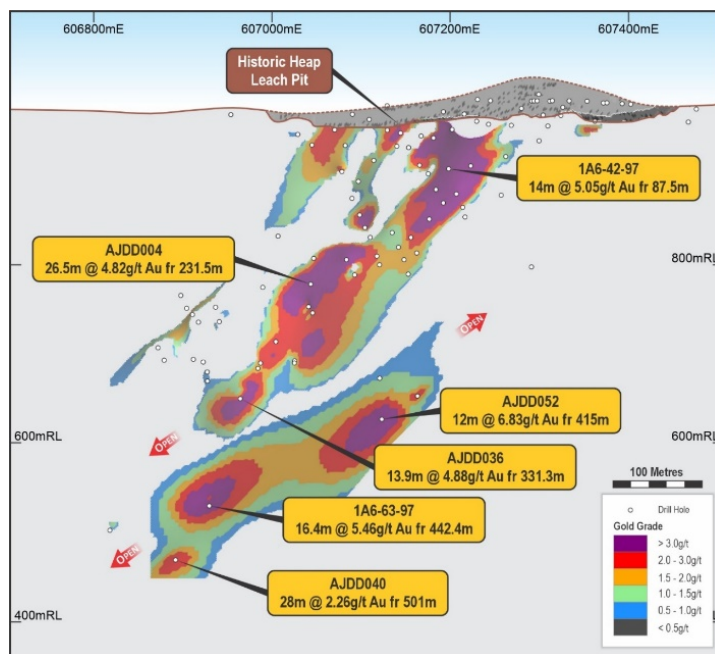 606800mE
607000mE
607200mE
607400mE
Historic Heap
Leach Pit
1A6-42-97
14m @ 5.05g/t Au fr 87.5m
AJDD004
26.5m @ 4.82g/t Au fr 231.5m
800mRL
OPEN
AJDD052
12m @ 6.83g/t Au fr 415m
600mRL
600mRL
OPEN
AJDD036
13.9m @ 4.88g/t Au fr 331.3m
100 Metres
1A6-63-97
16.4m @ 5.46g/t Au fr 442.4m
OPEN
AJDD040
28m @ 2.26g/t Au fr 501m
400mRL
Drill Hole
Gold Grade
> 3.0g/t
2.0 - 3.0g/t
1.5 - 2.0g/t
1.0 - 1.5g/t
0.5 - 1.0g/t
< 0.5g/t